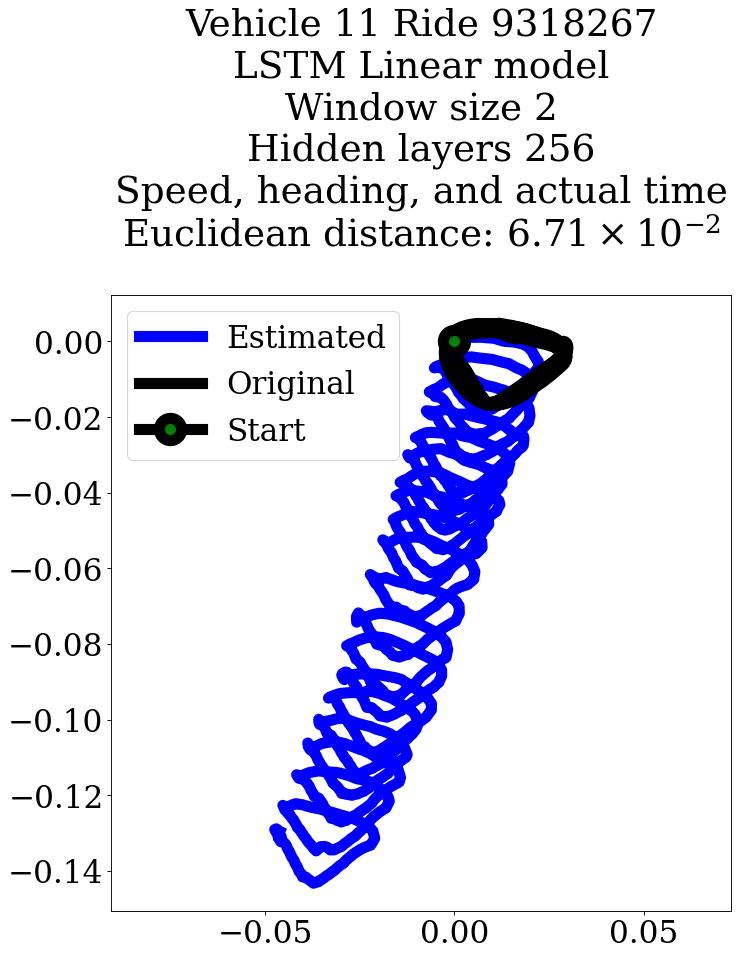 Vehicle 11 Ride 9318267
LSTM Linear model
Window size 2
Hidden layers 256
Speed, heading, and actual time
Euclidean distance: 6.71 × 10⁻²
Estimated
Original
Start
0.00
−0.02
−0.04
−0.06
−0.08
−0.10
−0.12
−0.14
−0.05 0.00 0.05